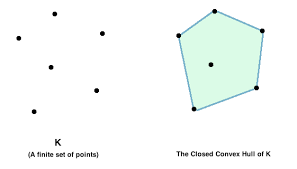 K
(A finite set of points)
The Closed Convex Hull of K